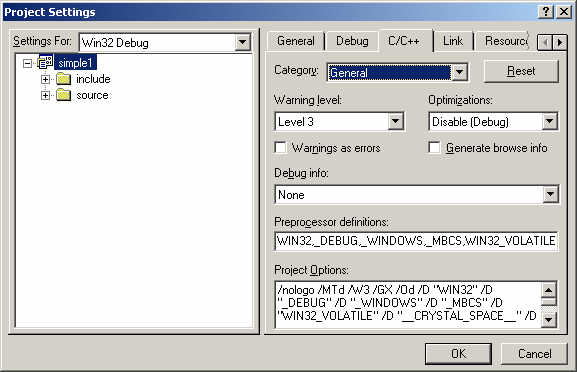 Project Settings
Settings For: Win32 Debug
simple1
include
source
General Debug C/C++ Link Resourc
Category: General Reset
Warning level: Optimizations:
Level 3 Disable (Debug)
Warnings as errors Generate browse info
Debug info:
None
Preprocessor definitions:
WIN32,_DEBUG,_WINDOWS,_MBCS,WIN32_VOLATILE
Project Options:
/nologo /MTd /W3 /GX /Od /D "WIN32" /D
"_DEBUG" /D "_WINDOWS" /D "_MBCS" /D
"WIN32_VOLATILE" /D "__CRYSTAL_SPACE__" /D
OK Cancel